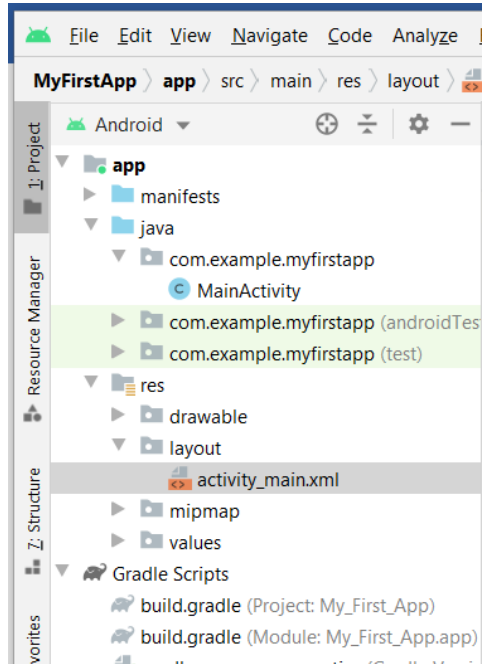 File Edit View Navigate Code Analyze
MyFirstApp app src main res layout
1: Project
Resource Manager
Z: Structure
Android
app
manifests
java
com.example.myfirstapp
C MainActivity
com.example.myfirstapp (androidTes
com.example.myfirstapp (test)
res
drawable
layout
activity_main.xml
mipmap
values
Gradle Scripts
build.gradle (Project: My_First_App)
build.gradle (Module: My_First_App.app)